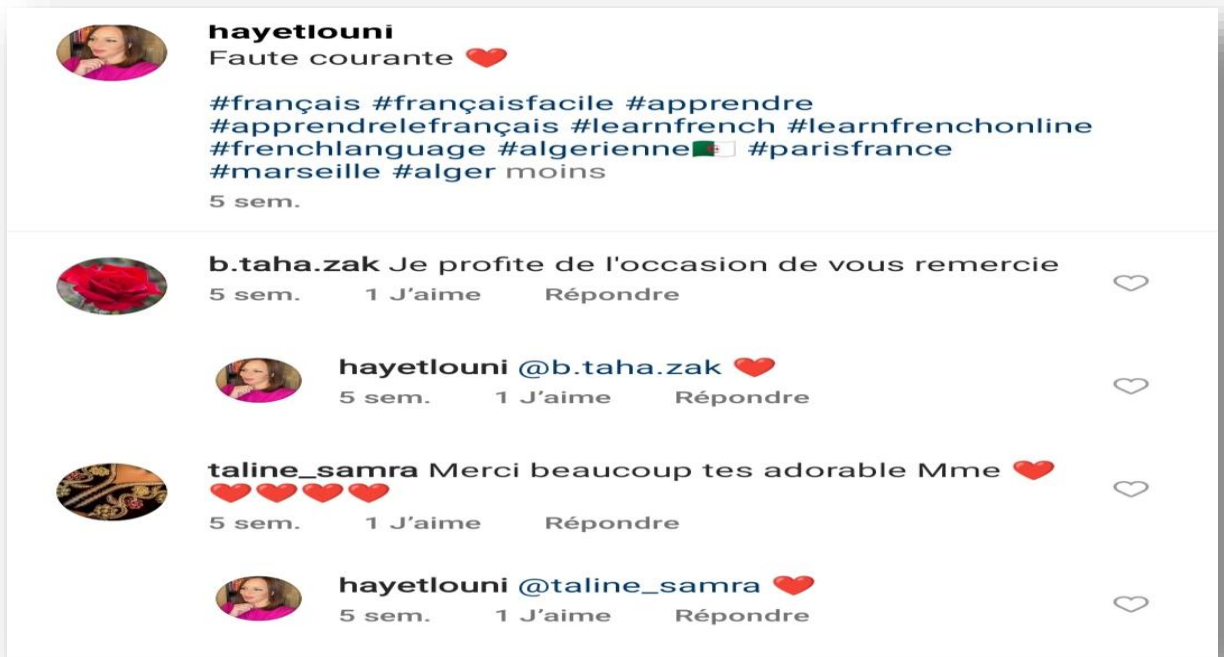 hayetlouni
Faute courante ❤️
#français #françaisfacile #apprendre
#apprendrelefrançais #learnfrench #learnfrenchonline
#frenchlanguage #algerienne🇩🇿 #parisfrance
#marseille #alger moins
5 sem.
b.taha.zak Je profite de l'occasion de vous remercie
5 sem. 1 J'aime Répondre
hayetlouni @b.taha.zak ❤️
5 sem. 1 J'aime Répondre
taline_samra Merci beaucoup tes adorable Mme ❤️
❤️❤️❤️❤️
5 sem. 1 J'aime Répondre
hayetlouni @taline_samra ❤️
5 sem. 1 J'aime Répondre